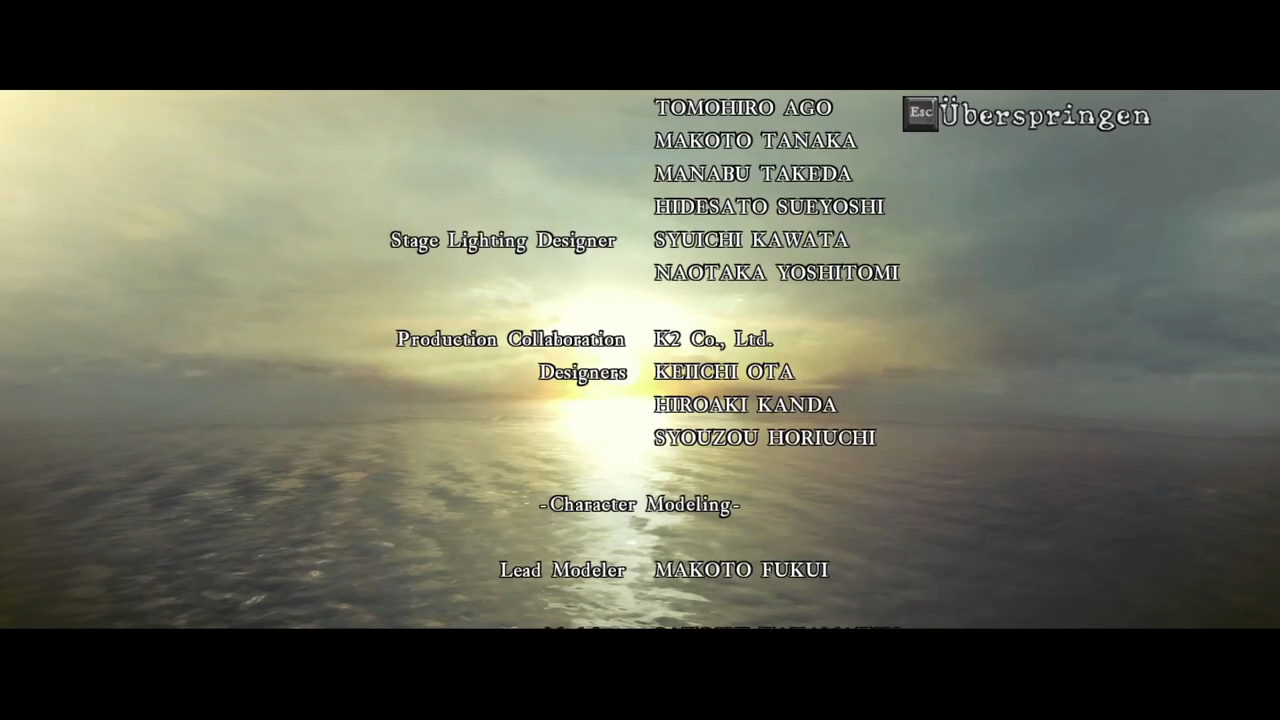 TOMOHIRO AGO
Esc Überspringen
MAKOTO TANAKA
MANABU TAKEDA
HIDESATO SUEYOSHI
Stage Lighting Designer SYUICHI KAWATA
NAOTAKA YOSHITOMI
Production Collaboration K2 Co., Ltd.
Designers KEIICHI OTA
HIROAKI KANDA
SYOUZOU HORIUCHI
-Character Modeling-
Lead Modeler MAKOTO FUKUI